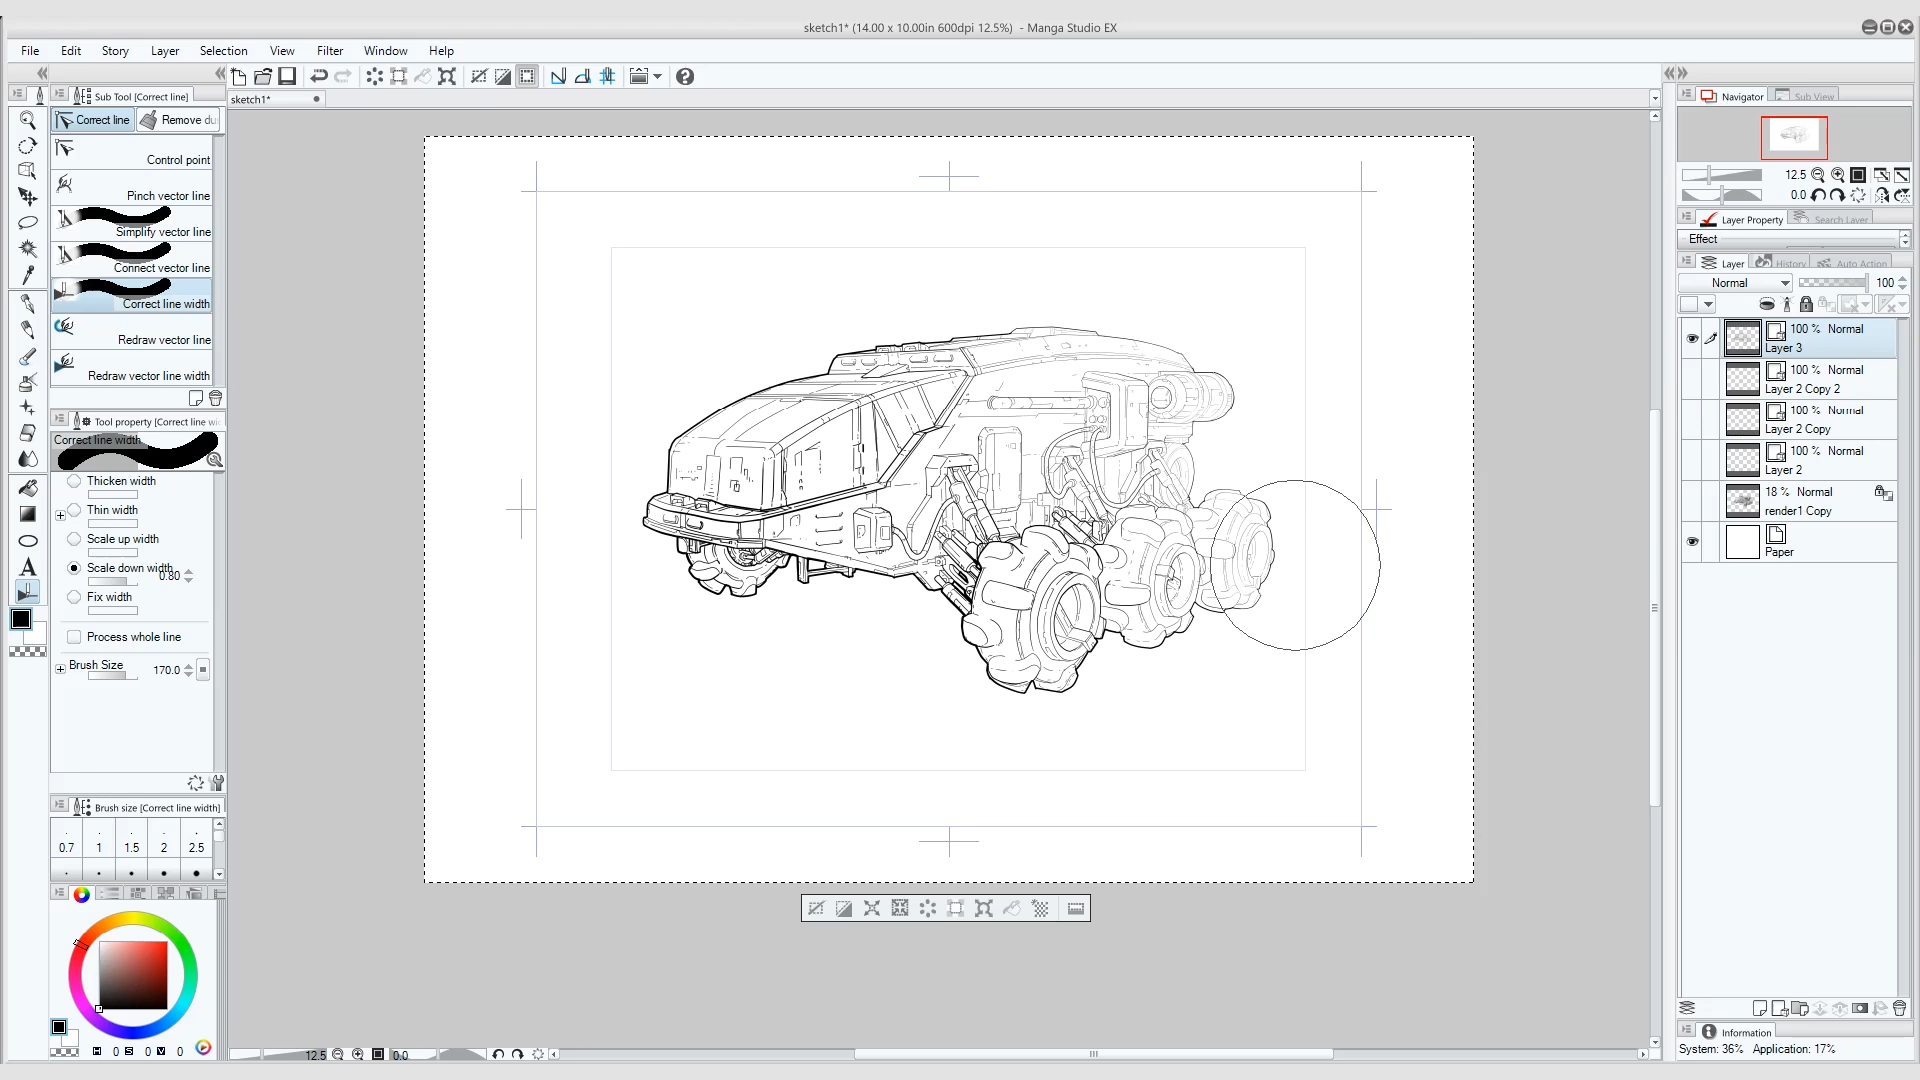 sketch1* (14.00 x 10.00in 600dpi 12.5%)  - Manga Studio EX
File Edit Story Layer Selection View Filter Window Help
Sub Tool [Correct line]
Correct line
Remove du
Control point
Pinch vector line
Simplify vector line
Connect vector line
Correct line width
Redraw vector line
Redraw vector line width
Tool property [Correct line wi
Correct line width
Thicken width
Thin width
Scale up width
Scale down width 0.80
Fix width
Process whole line
Brush Size 170.0
Brush size [Correct line width]
0.7 1 1.5 2 2.5
H 0 S 0 V 0
sketch1*
12.5 0.0
Navigator Sub View
12.5
0.0
Layer Property Search Layer
Effect
Layer History Auto Action
Normal 100
100 % Normal
Layer 3
100 % Normal
Layer 2 Copy 2
100 % Normal
Layer 2 Copy
100 % Normal
Layer 2
18 % Normal
render1 Copy
Paper
Information
System: 36% Application: 17%